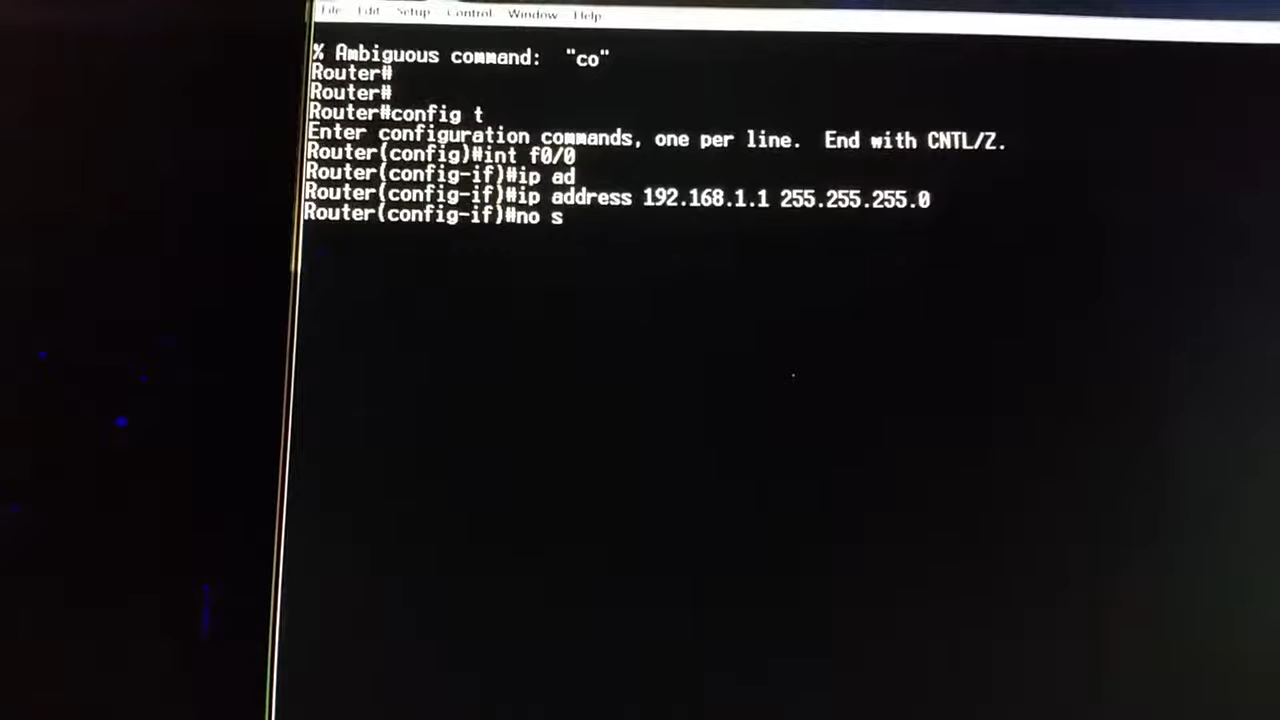 File Edit Setup Control Window Help
% Ambiguous command:  "co"
Router#
Router#
Router#config t
Enter configuration commands, one per line.  End with CNTL/Z.
Router(config)#int f0/0
Router(config-if)#ip ad
Router(config-if)#ip address 192.168.1.1 255.255.255.0
Router(config-if)#no s